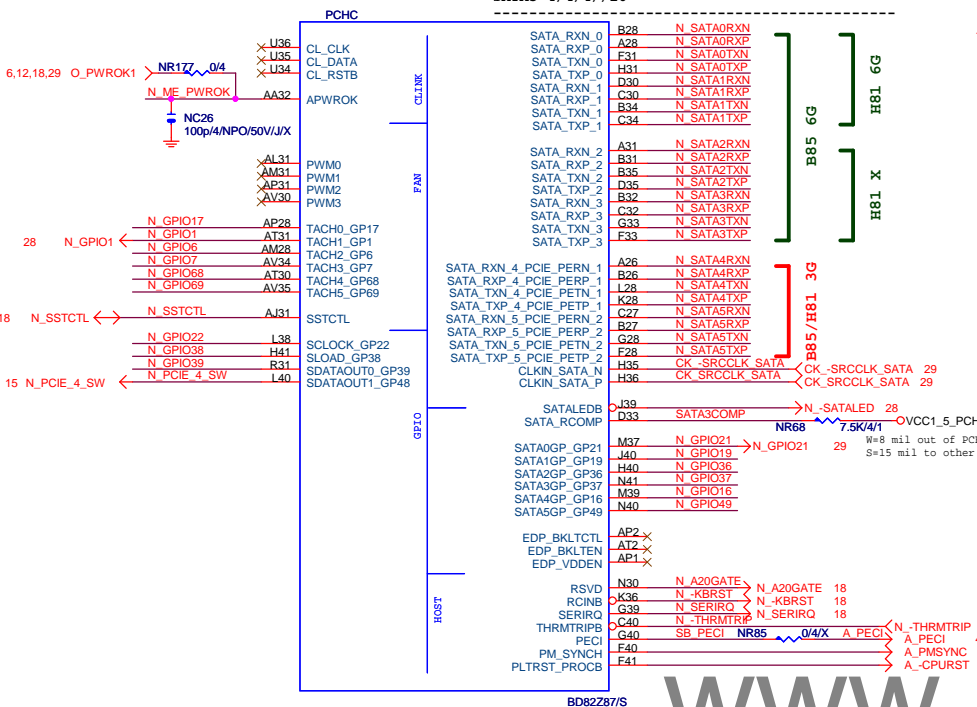 PCHC
U36 CL_CLK
U35 CL_DATA
U34 CL_RSTB
6,12,18,29 O_PWROK1 NR177 0/4
N_ME_PWROK AA32 APWROK
NC26
100p/4/NPO/50V/J/X
AL31 PWM0
AM31 PWM1
AP31 PWM2
AV30 PWM3
N_GPIO17 AP28 TACH0_GP17
28 N_GPIO1 N_GPIO1 AT31 TACH1_GP1
N_GPIO6 AM28 TACH2_GP6
N_GPIO7 AV34 TACH3_GP7
N_GPIO68 AT30 TACH4_GP68
N_GPIO69 AV35 TACH5_GP69
18 N_SSTCTL N_SSTCTL AJ31 SSTCTL
N_GPIO22 L38 SCLOCK_GP22
N_GPIO38 H41 SLOAD_GP38
N_GPIO39 R31 SDATAOUT0_GP39
15 N_PCIE_4_SW N_PCIE_4_SW L40 SDATAOUT1_GP48
CLINK
FAN
GPIO
HOST
SATA_RXN_0 B28 N_SATA0RXN
SATA_RXP_0 A28 N_SATA0RXP
SATA_TXN_0 F31 N_SATA0TXN
SATA_TXP_0 H31 N_SATA0TXP
SATA_RXN_1 D30 N_SATA1RXN
SATA_RXP_1 C30 N_SATA1RXP
SATA_TXN_1 B34 N_SATA1TXN
SATA_TXP_1 C34 N_SATA1TXP
SATA_RXN_2 A31 N_SATA2RXN
SATA_RXP_2 B31 N_SATA2RXP
SATA_TXN_2 B35 N_SATA2TXN
SATA_TXP_2 D35 N_SATA2TXP
SATA_RXN_3 B32 N_SATA3RXN
SATA_RXP_3 C32 N_SATA3RXP
SATA_TXN_3 G33 N_SATA3TXN
SATA_TXP_3 F33 N_SATA3TXP
B85 6G
H81 6G
H81 X
SATA_RXN_4_PCIE_PERN_1 A26 N_SATA4RXN
SATA_RXP_4_PCIE_PERP_1 B26 N_SATA4RXP
SATA_TXN_4_PCIE_PETN_1 L28 N_SATA4TXN
SATA_TXP_4_PCIE_PETP_1 K28 N_SATA4TXP
SATA_RXN_5_PCIE_PERN_2 C27 N_SATA5RXN
SATA_RXP_5_PCIE_PERP_2 B27 N_SATA5RXP
SATA_TXN_5_PCIE_PETN_2 G28 N_SATA5TXN
SATA_TXP_5_PCIE_PETP_2 F28 N_SATA5TXP
B85/H81 3G
CLKIN_SATA_N H35 CK_-SRCCLK_SATA CK_-SRCCLK_SATA 29
CLKIN_SATA_P H36 CK_SRCCLK_SATA CK_SRCCLK_SATA 29
SATALEDB J39 N_-SATALED 28
SATA_RCOMP D33 SATA3COMP NR68 7.5K/4/1 VCC1_5_PCH
W=8 mil out of PCH
S=15 mil to other
SATA0GP_GP21 M37 N_GPIO21 N_GPIO21 29
SATA1GP_GP19 J40 N_GPIO19
SATA2GP_GP36 H40 N_GPIO36
SATA3GP_GP37 N41 N_GPIO37
SATA4GP_GP16 M39 N_GPIO16
SATA5GP_GP49 N40 N_GPIO49
EDP_BKLTCTL AP2
EDP_BKLTEN AT2
EDP_VDDEN AP1
RSVD N30 N_A20GATE N_A20GATE 18
RCINB K36 N_-KBRST N_-KBRST 18
SERIRQ G39 N_SERIRQ N_SERIRQ 18
THRMTRIPB C40 N_-THRMTRIP N_-THRMTRIP
PECI G40 SB_PECI NR85 0/4/X A_PECI A_PECI
PM_SYNCH F40 A_PMSYNC
PLTRST_PROCB F41 A_-CPURST
BD82Z87/S
www